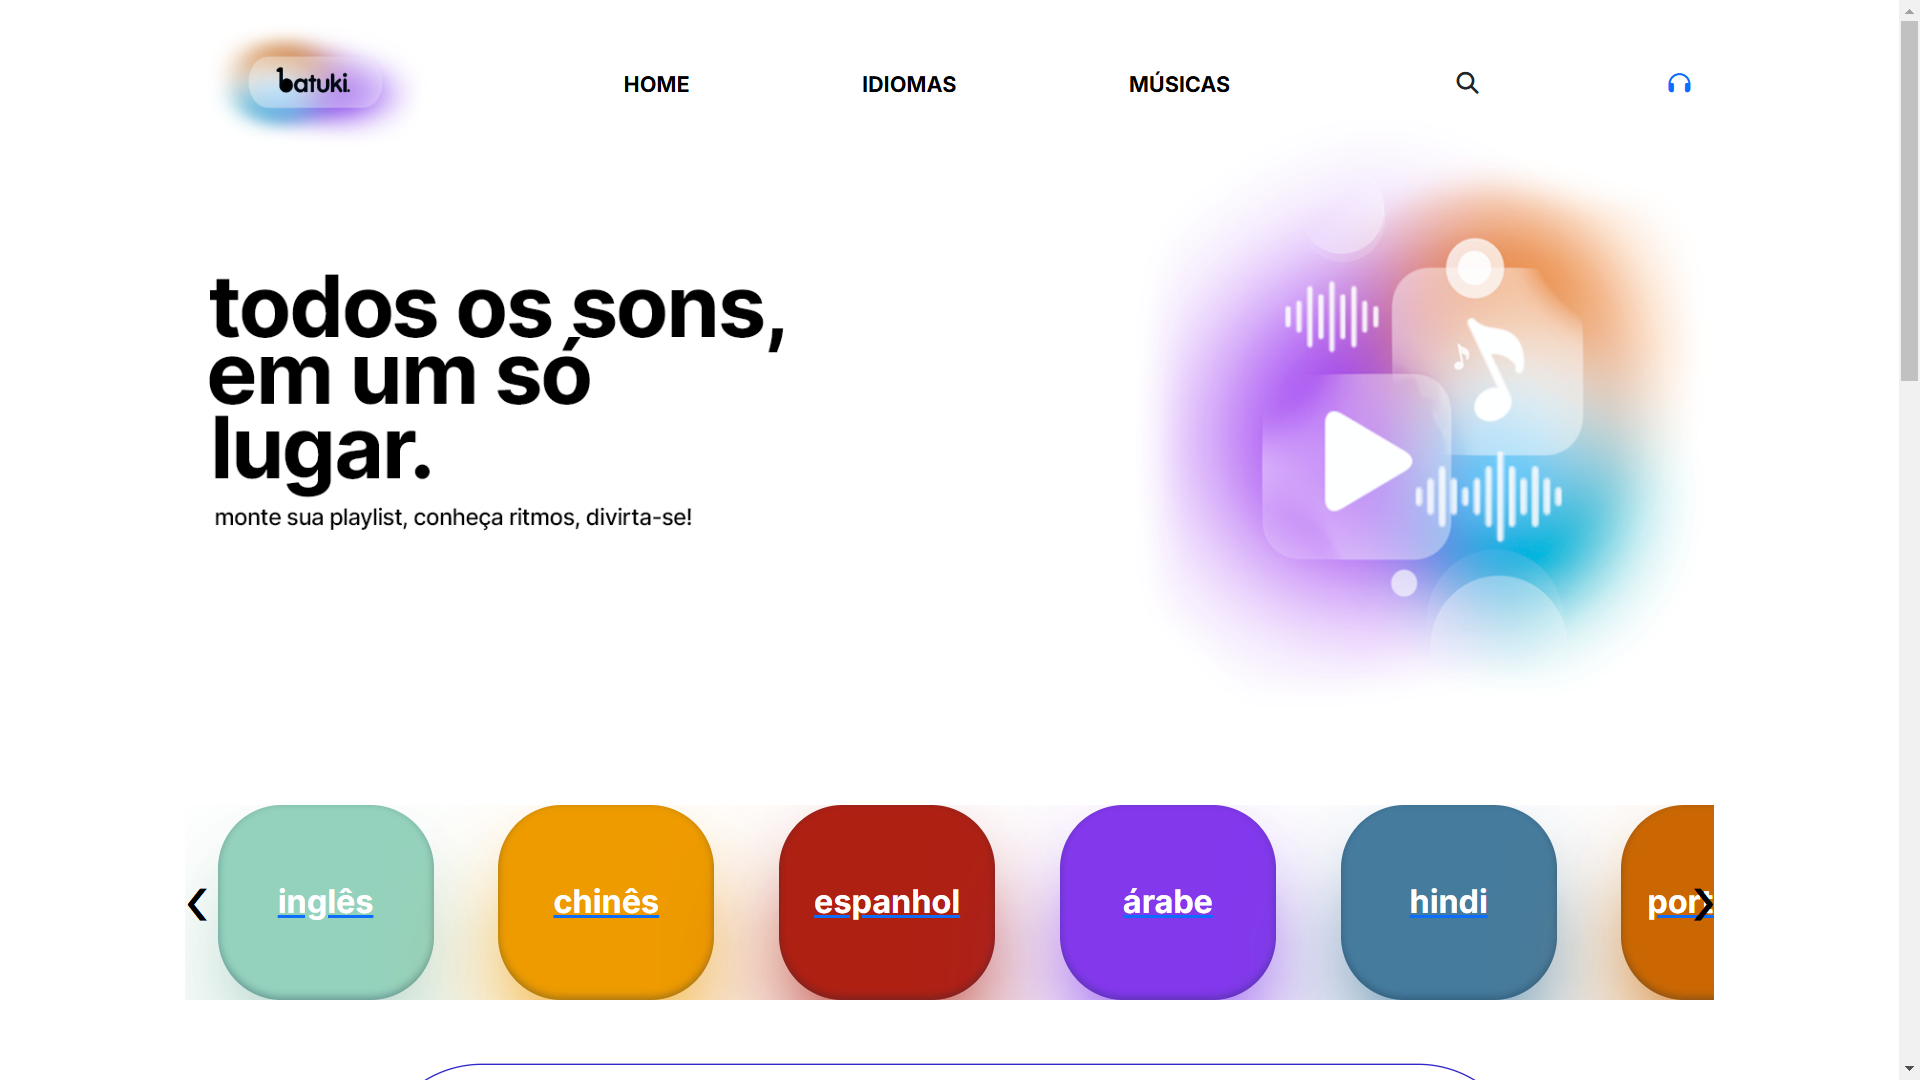 batuki.
HOME
IDIOMAS
MÚSICAS
todos os sons,
em um só
lugar.
monte sua playlist, conheça ritmos, divirta-se!
inglês
chinês
espanhol
árabe
hindi
port